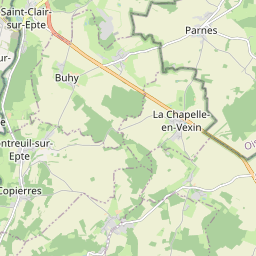 Saint-Clair-
sur-Epte
Parnes
Buhy
La Chapelle-
en-Vexin
ntreuil-sur-
Epte
Copierres